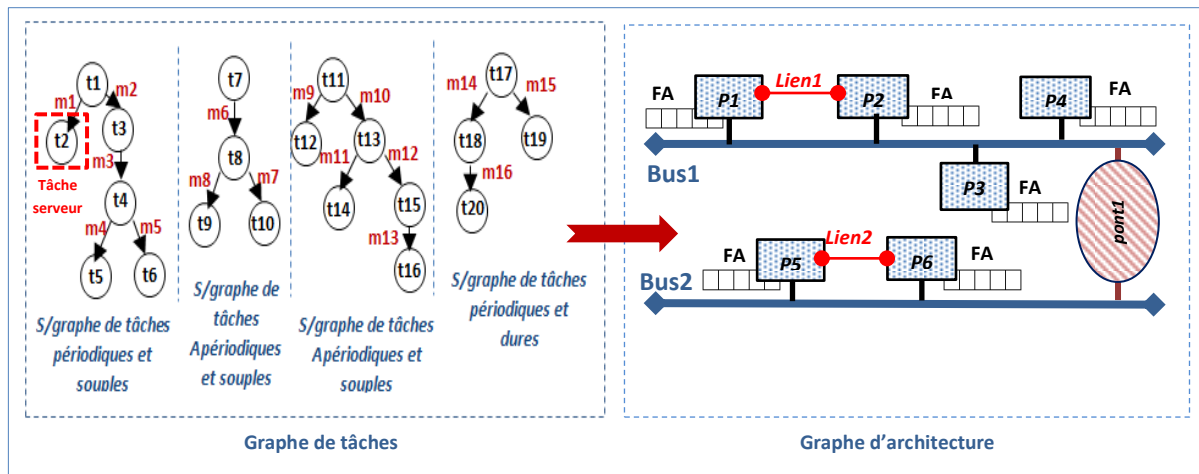 t1
m1
m2
t2
t3
Tâche
serveur
m3
t4
m4
m5
t5
t6
S/graphe de tâches
périodiques et
souples
t7
m6
t8
m8
m7
t9
t10
S/graphe de
tâches
Apériodiques
et souples
t11
m9
m10
t12
t13
m11
m12
t14
t15
m13
t16
S/graphe de tâches
Apériodiques et
souples
t17
m14
m15
t18
t19
m16
t20
S/graphe de tâches
périodiques et
dures
Graphe de tâches
FA
P1
Lien1
P2
FA
P4
FA
Bus1
P3
FA
pont1
FA
P5
Lien2
P6
FA
Bus2
Graphe d’architecture